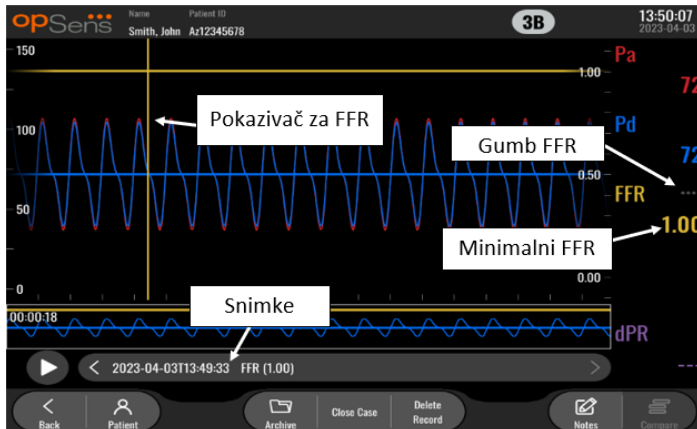 opSens
Name
Patient ID
Smith, John
Az12345678
3B
13:50:07
2023-04-03
150
100
50
0
1.00
0.50
0.00
Pa
72
Pd
72
FFR
---
1.00
dPR
---
Pokazivač za FFR
Gumb FFR
Minimalni FFR
Snimke
00:00:18
2023-04-03T13:49:33 FFR (1.00)
Back
Patient
Archive
Close Case
Delete
Record
Notes
Compare